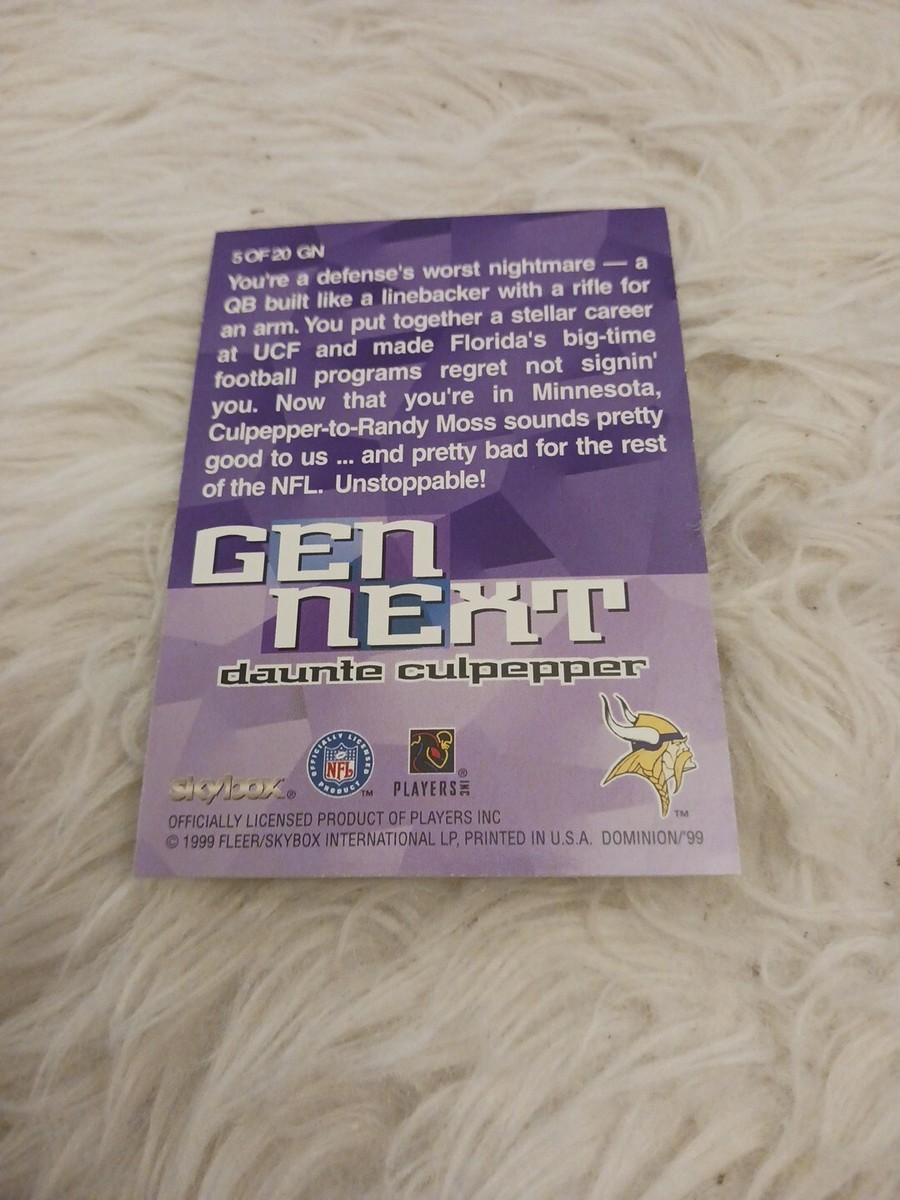 5 OF 20 GN
You're a defense's worst nightmare — a
QB built like a linebacker with a rifle for
an arm. You put together a stellar career
at UCF and made Florida's big-time
football programs regret not signin'
you. Now that you're in Minnesota,
Culpepper-to-Randy Moss sounds pretty
good to us ... and pretty bad for the rest
of the NFL. Unstoppable!
GEN
NEXT
daunte culpepper
skybox®
OFFICIALLY LICENSED
NFL
PRODUCT
™
PLAYERS INC®
™
OFFICIALLY LICENSED PRODUCT OF PLAYERS INC
© 1999 FLEER/SKYBOX INTERNATIONAL LP, PRINTED IN U.S.A. DOMINION/'99